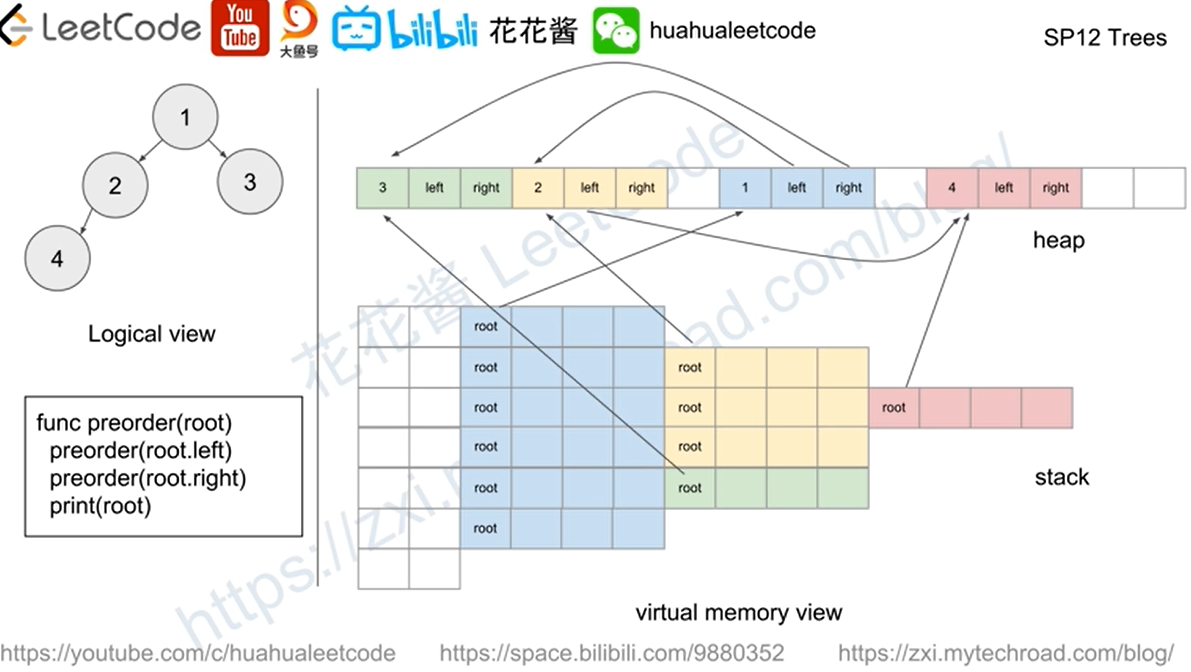 LeetCode You Tube 大鱼号 bilibili 花花酱 huahualeetcode SP12 Trees
1
2 3
4
Logical view
func preorder(root)
preorder(root.left)
preorder(root.right)
print(root)
3 left right 2 left right 1 left right 4 left right
heap
root
root root
root root root
root root
root root
root
stack
virtual memory view
花花酱 Leetcode
https://zxi.mytechroad.com/blog/
https://youtube.com/c/huahualeetcode https://space.bilibili.com/9880352 https://zxi.mytechroad.com/blog/